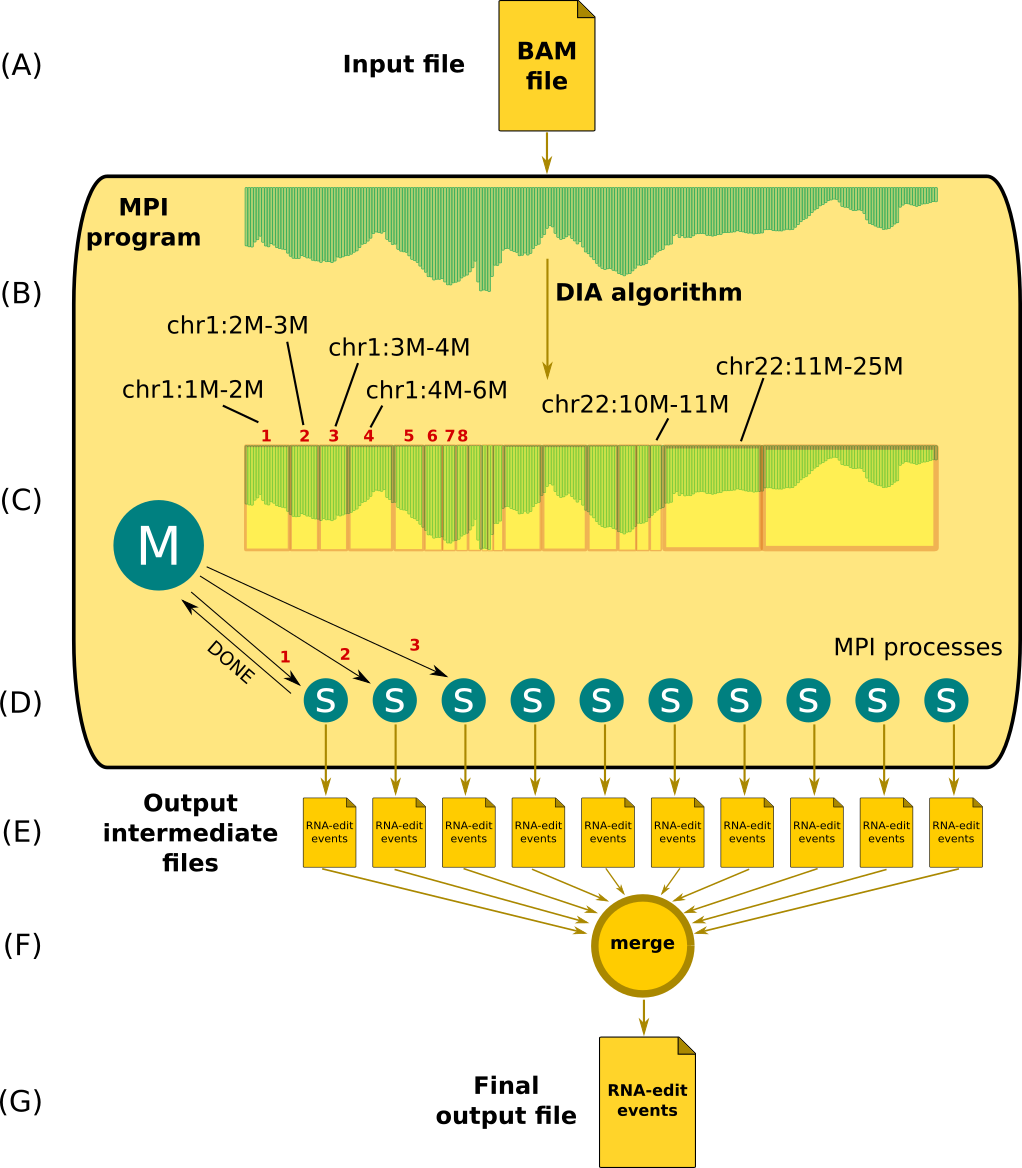 (A)
Input file
BAM
file
MPI
program
(B)
DIA algorithm
chr1:2M-3M
chr1:3M-4M
chr1:1M-2M
chr1:4M-6M
chr22:11M-25M
chr22:10M-11M
1 2 3 4 5 6 7 8
(C)
M
DONE
1
2
3
MPI processes
(D)
S S S S S S S S S S
Output
intermediate
files
(E)
RNA-edit RNA-edit RNA-edit RNA-edit RNA-edit RNA-edit RNA-edit RNA-edit RNA-edit RNA-edit
events events events events events events events events events events
(F)
merge
(G)
Final
output file
RNA-edit
events